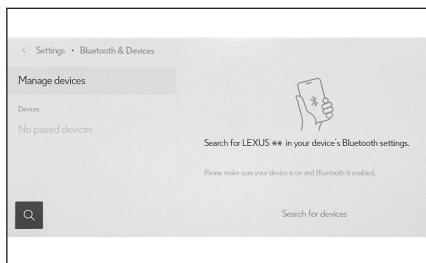 < Settings • Bluetooth & Devices
Manage devices
Devices
No paired devices
Search for LEXUS ** in your device's Bluetooth settings.
Please make sure your device is on and Bluetooth is enabled.
Search for devices